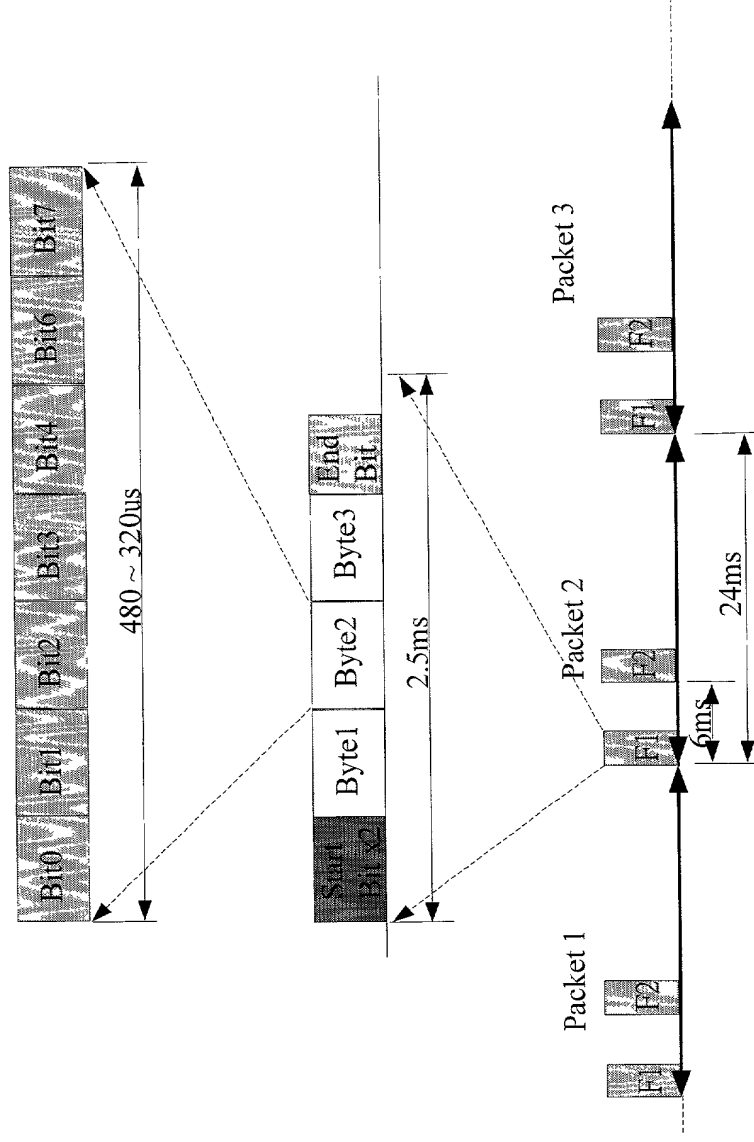 Bit0 Bit1 Bit2 Bit3 Bit4 Bit6 Bit7
480 ~ 320us
Start
Bit x2
Byte1 Byte2 Byte3
End
Bit
2.5ms
Packet 1 Packet 2 Packet 3
F1 F2 F1 F2 F1 F2
6ms
24ms